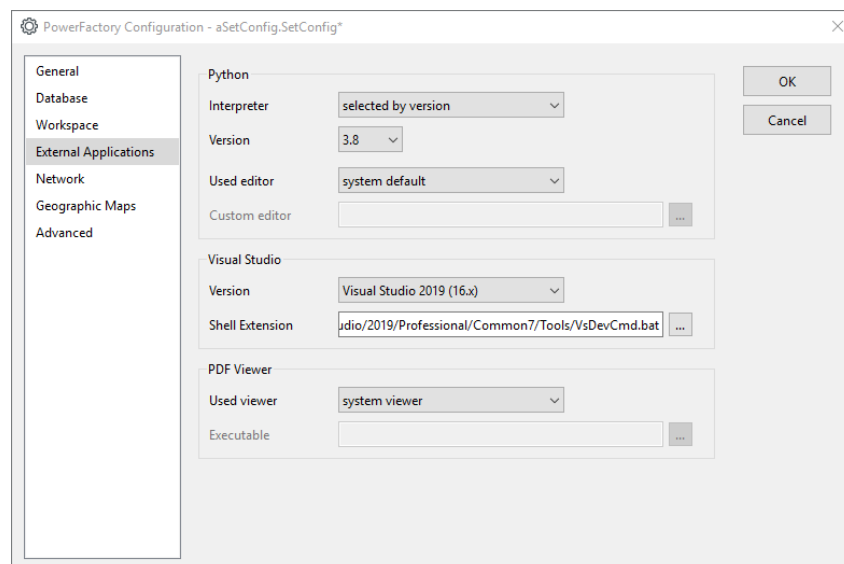 PowerFactory Configuration - aSetConfig.SetConfig*
General
Database
Workspace
External Applications
Network
Geographic Maps
Advanced
Python
Interpreter selected by version
Version 3.8
Used editor system default
Custom editor ...
Visual Studio
Version Visual Studio 2019 (16.x)
Shell Extension udio/2019/Professional/Common7/Tools/VsDevCmd.bat ...
PDF Viewer
Used viewer system viewer
Executable ...
OK
Cancel